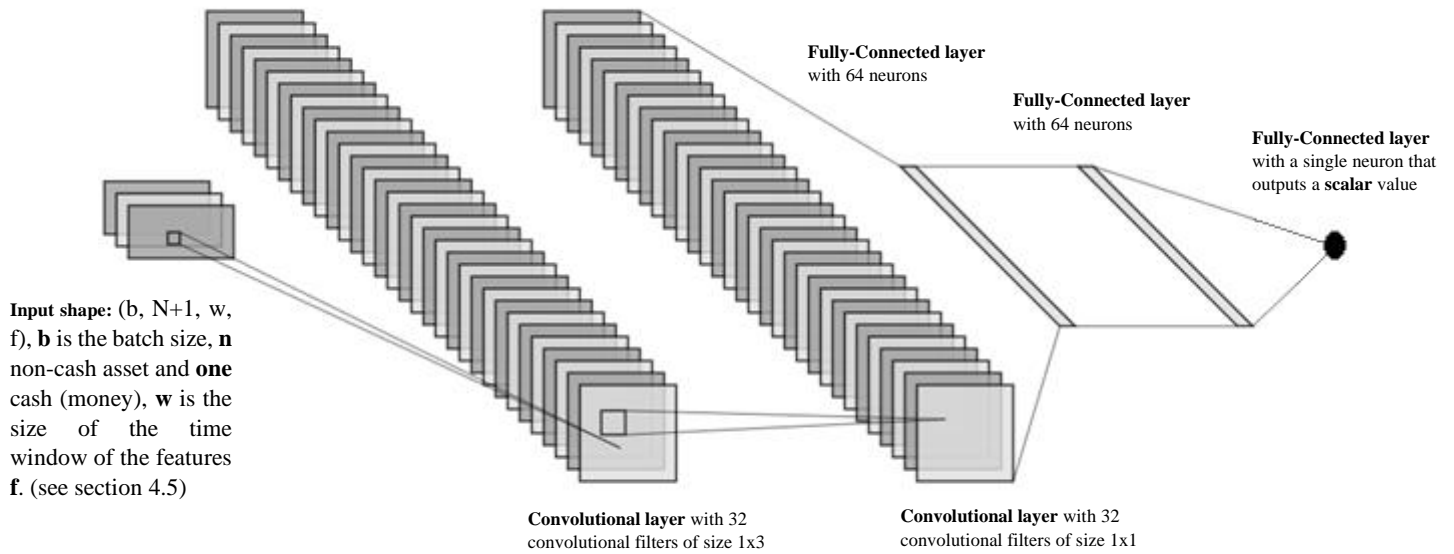 Fully-Connected layer
with 64 neurons
Fully-Connected layer
with 64 neurons
Fully-Connected layer
with a single neuron that
outputs a scalar value
Input shape: (b, N+1, w,
f), b is the batch size, n
non-cash asset and one
cash (money), w is the
size of the time
window of the features
f. (see section 4.5)
Convolutional layer with 32
convolutional filters of size 1x3
Convolutional layer with 32
convolutional filters of size 1x1